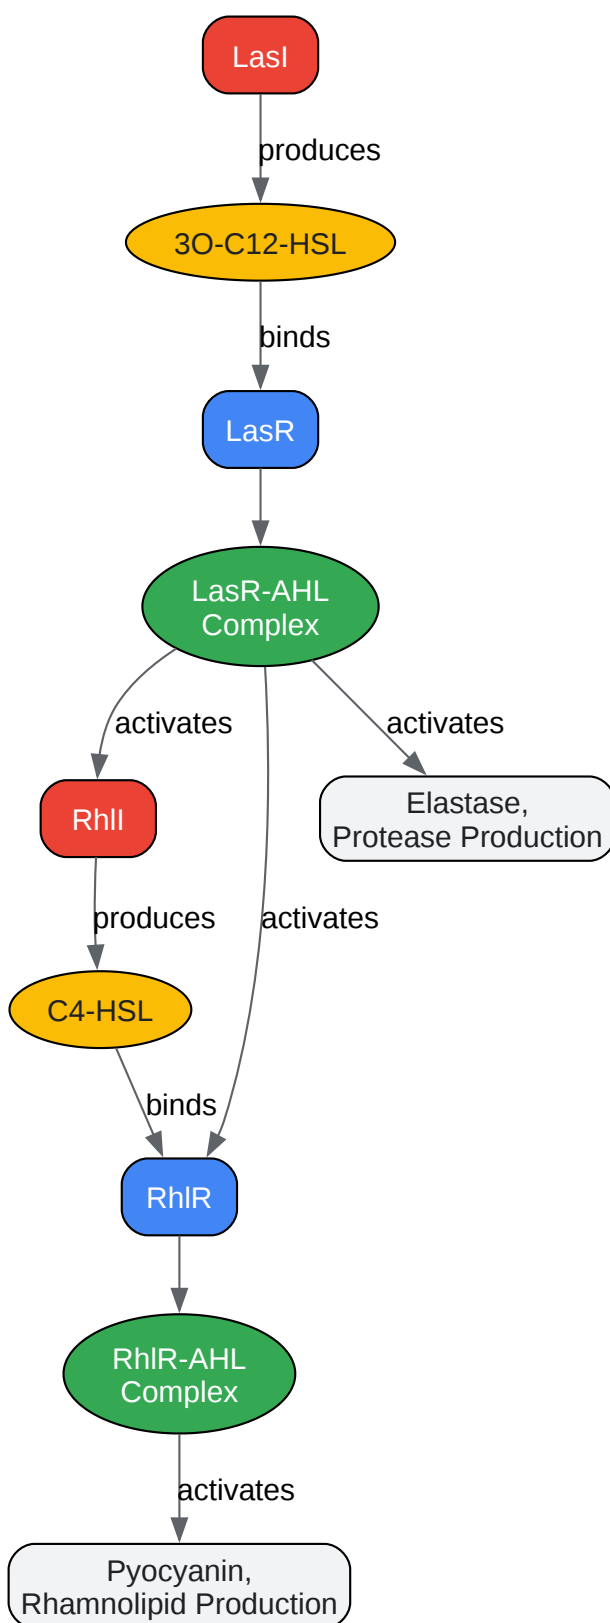 LasI
produces
3O-C12-HSL
binds
LasR
LasR-AHL
Complex
activates
activates
RhlI
Elastase,
Protease Production
produces
activates
C4-HSL
binds
RhlR
RhlR-AHL
Complex
activates
Pyocyanin,
Rhamnolipid Production